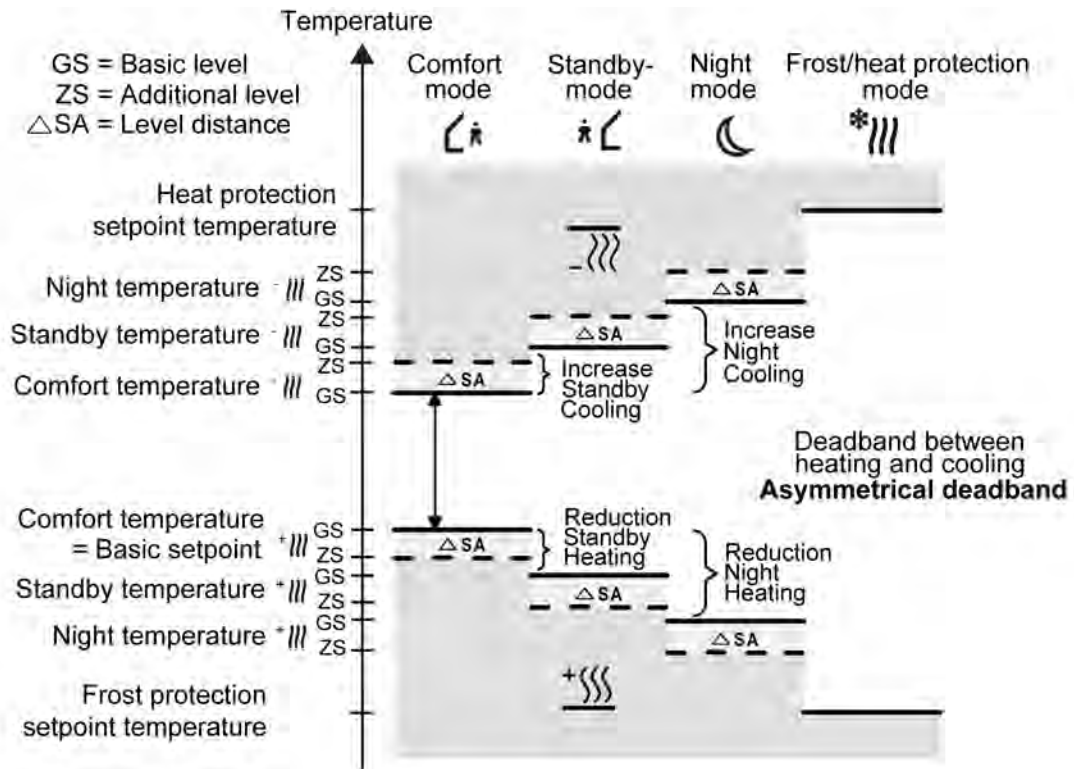 Temperature
GS = Basic level
ZS = Additional level
△SA = Level distance
Comfort
mode
Standby-
mode
Night
mode
Frost/heat protection
mode
Heat protection
setpoint temperature
Night temperature -
ZS
GS
△ SA
Standby temperature -
ZS
GS
△ SA
Comfort temperature -
ZS
GS
△ SA
-
Increase
Standby
Cooling
Increase
Night
Cooling
Deadband between
heating and cooling
Asymmetrical deadband
Comfort temperature
= Basic setpoint +
GS
ZS
△ SA
Reduction
Standby
Heating
Reduction
Night
Heating
Standby temperature +
GS
ZS
△ SA
Night temperature +
GS
ZS
△ SA
+
Frost protection
setpoint temperature